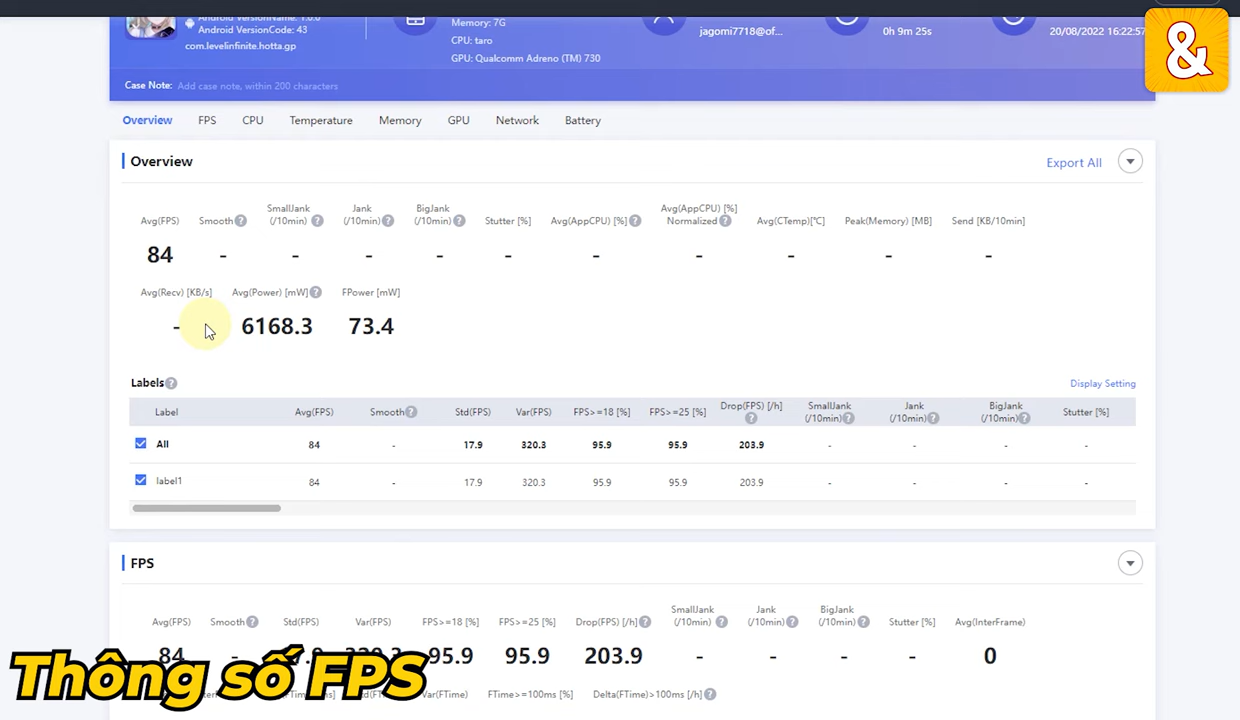 Android VersionName: 1.0.0
Android VersionCode: 43
com.levelinfinite.hotta.gp
Memory: 7G
CPU: taro
GPU: Qualcomm Adreno (TM) 730
jagomi7718@of...
0h 9m 25s
20/08/2022 16:22:57
&
Case Note: Add case note, within 200 characters
Overview FPS CPU Temperature Memory GPU Network Battery
Overview
Export All
Avg(FPS) Smooth ? SmallJank (/10min) ? Jank (/10min) ? BigJank (/10min) ? Stutter [%] Avg(AppCPU) [%] ? Avg(AppCPU) [%] Normalized ? Avg(CTemp)[°C] Peak(Memory) [MB] Send [KB/10min]
84 - - - - - - - - - -
Avg(Recv) [KB/s] Avg(Power) [mW] ? FPower [mW]
- 6168.3 73.4
Labels ?
Display Setting
Label Avg(FPS) Smooth ? Std(FPS) Var(FPS) FPS>=18 [%] FPS>=25 [%] Drop(FPS) [/h] ? SmallJank (/10min) ? Jank (/10min) ? BigJank (/10min) ? Stutter [%]
All 84 - 17.9 320.3 95.9 95.9 203.9 - - - -
label1 84 - 17.9 320.3 95.9 95.9 203.9 - - - -
FPS
Avg(FPS) Smooth ? Std(FPS) Var(FPS) FPS>=18 [%] FPS>=25 [%] Drop(FPS) [/h] ? SmallJank (/10min) ? Jank (/10min) ? BigJank (/10min) ? Stutter [%] Avg(InterFrame)
84 - 95.9 95.9 203.9 - - - - 0
Var(FTime) FTime>=100ms [%] Delta(FTime)>100ms [/h] ?
Thông số FPS